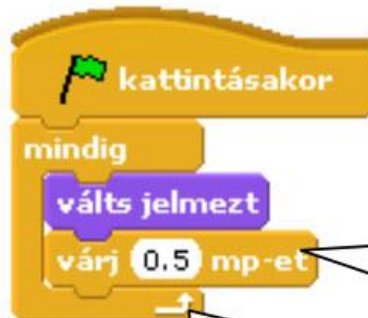 kattintásakor
mindig
válts jelmezt
várj 0.5 mp-et